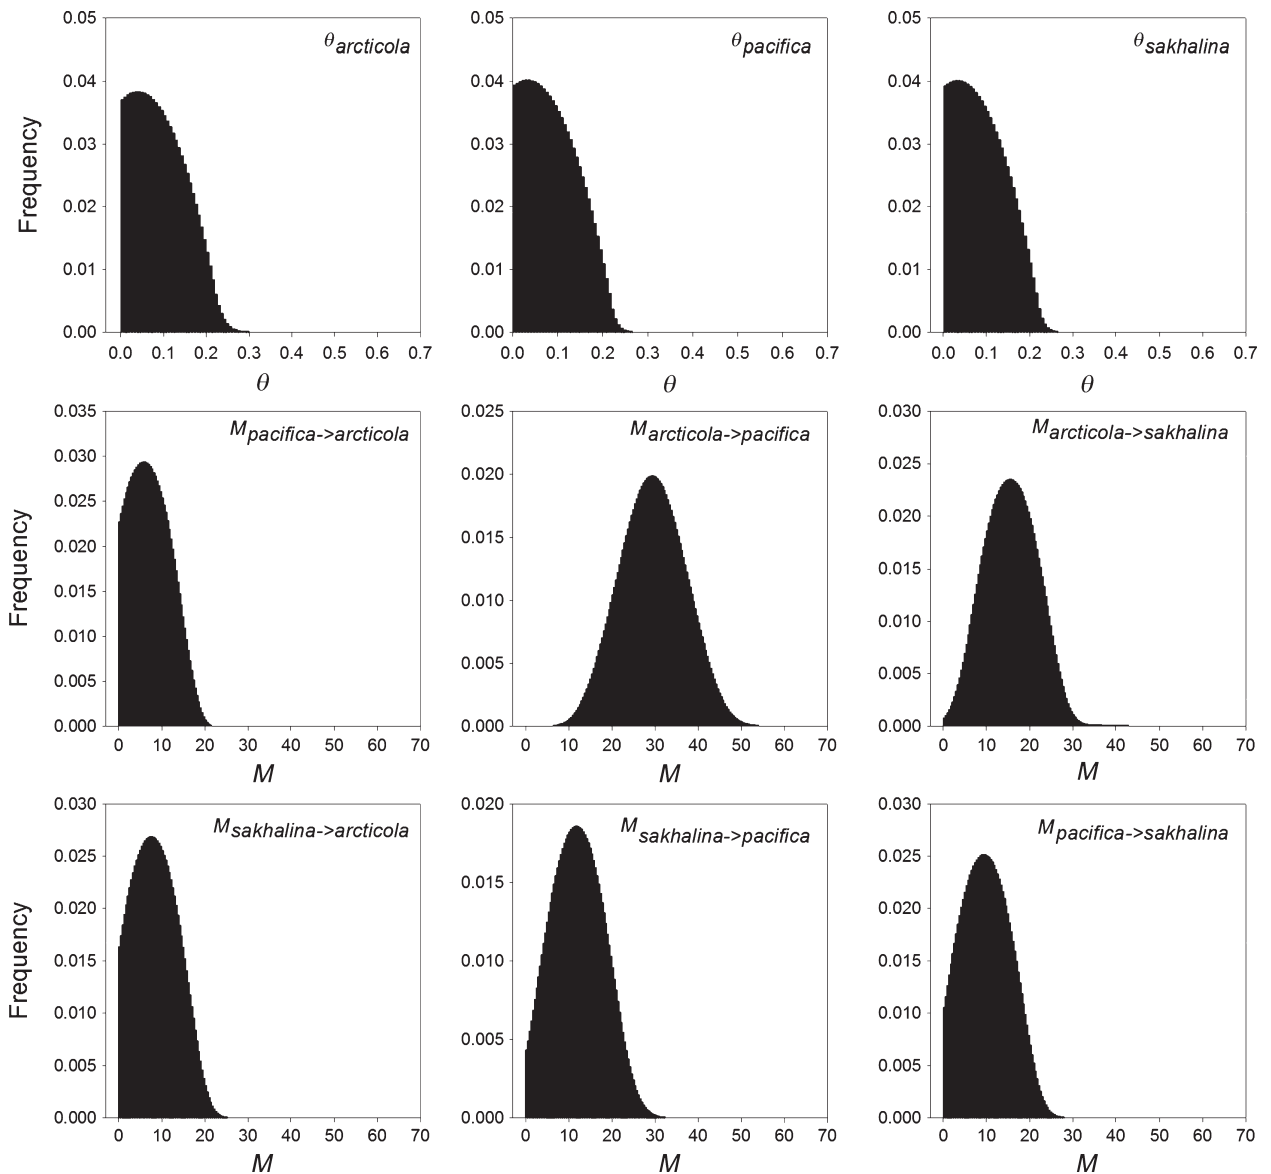 0.05 0.05 0.05
θarcticola θpacifica θsakhalina
0.04 0.04 0.04
0.03 0.03 0.03
Frequency
0.02 0.02 0.02
0.01 0.01 0.01
0.00 0.00 0.00
0.0 0.1 0.2 0.3 0.4 0.5 0.6 0.7 0.0 0.1 0.2 0.3 0.4 0.5 0.6 0.7 0.0 0.1 0.2 0.3 0.4 0.5 0.6 0.7
θ θ θ
0.035 0.025 0.030
Mpacifica->arcticola Marcticola->pacifica Marcticola->sakhalina
0.030 0.020 0.025
0.025 0.015 0.020
0.020 0.010 0.015
Frequency
0.015 0.005 0.010
0.010 0.000 0.005
0.005 0.000
0.000
0 10 20 30 40 50 60 70 0 10 20 30 40 50 60 70 0 10 20 30 40 50 60 70
M M M
0.030 0.020 0.030
Msakhalina->arcticola Msakhalina->pacifica Mpacifica->sakhalina
0.025 0.015 0.025
0.020 0.010 0.020
0.015 0.005 0.015
Frequency
0.010 0.000 0.010
0.005 0.005
0.000 0.000
0 10 20 30 40 50 60 70 0 10 20 30 40 50 60 70 0 10 20 30 40 50 60 70
M M M